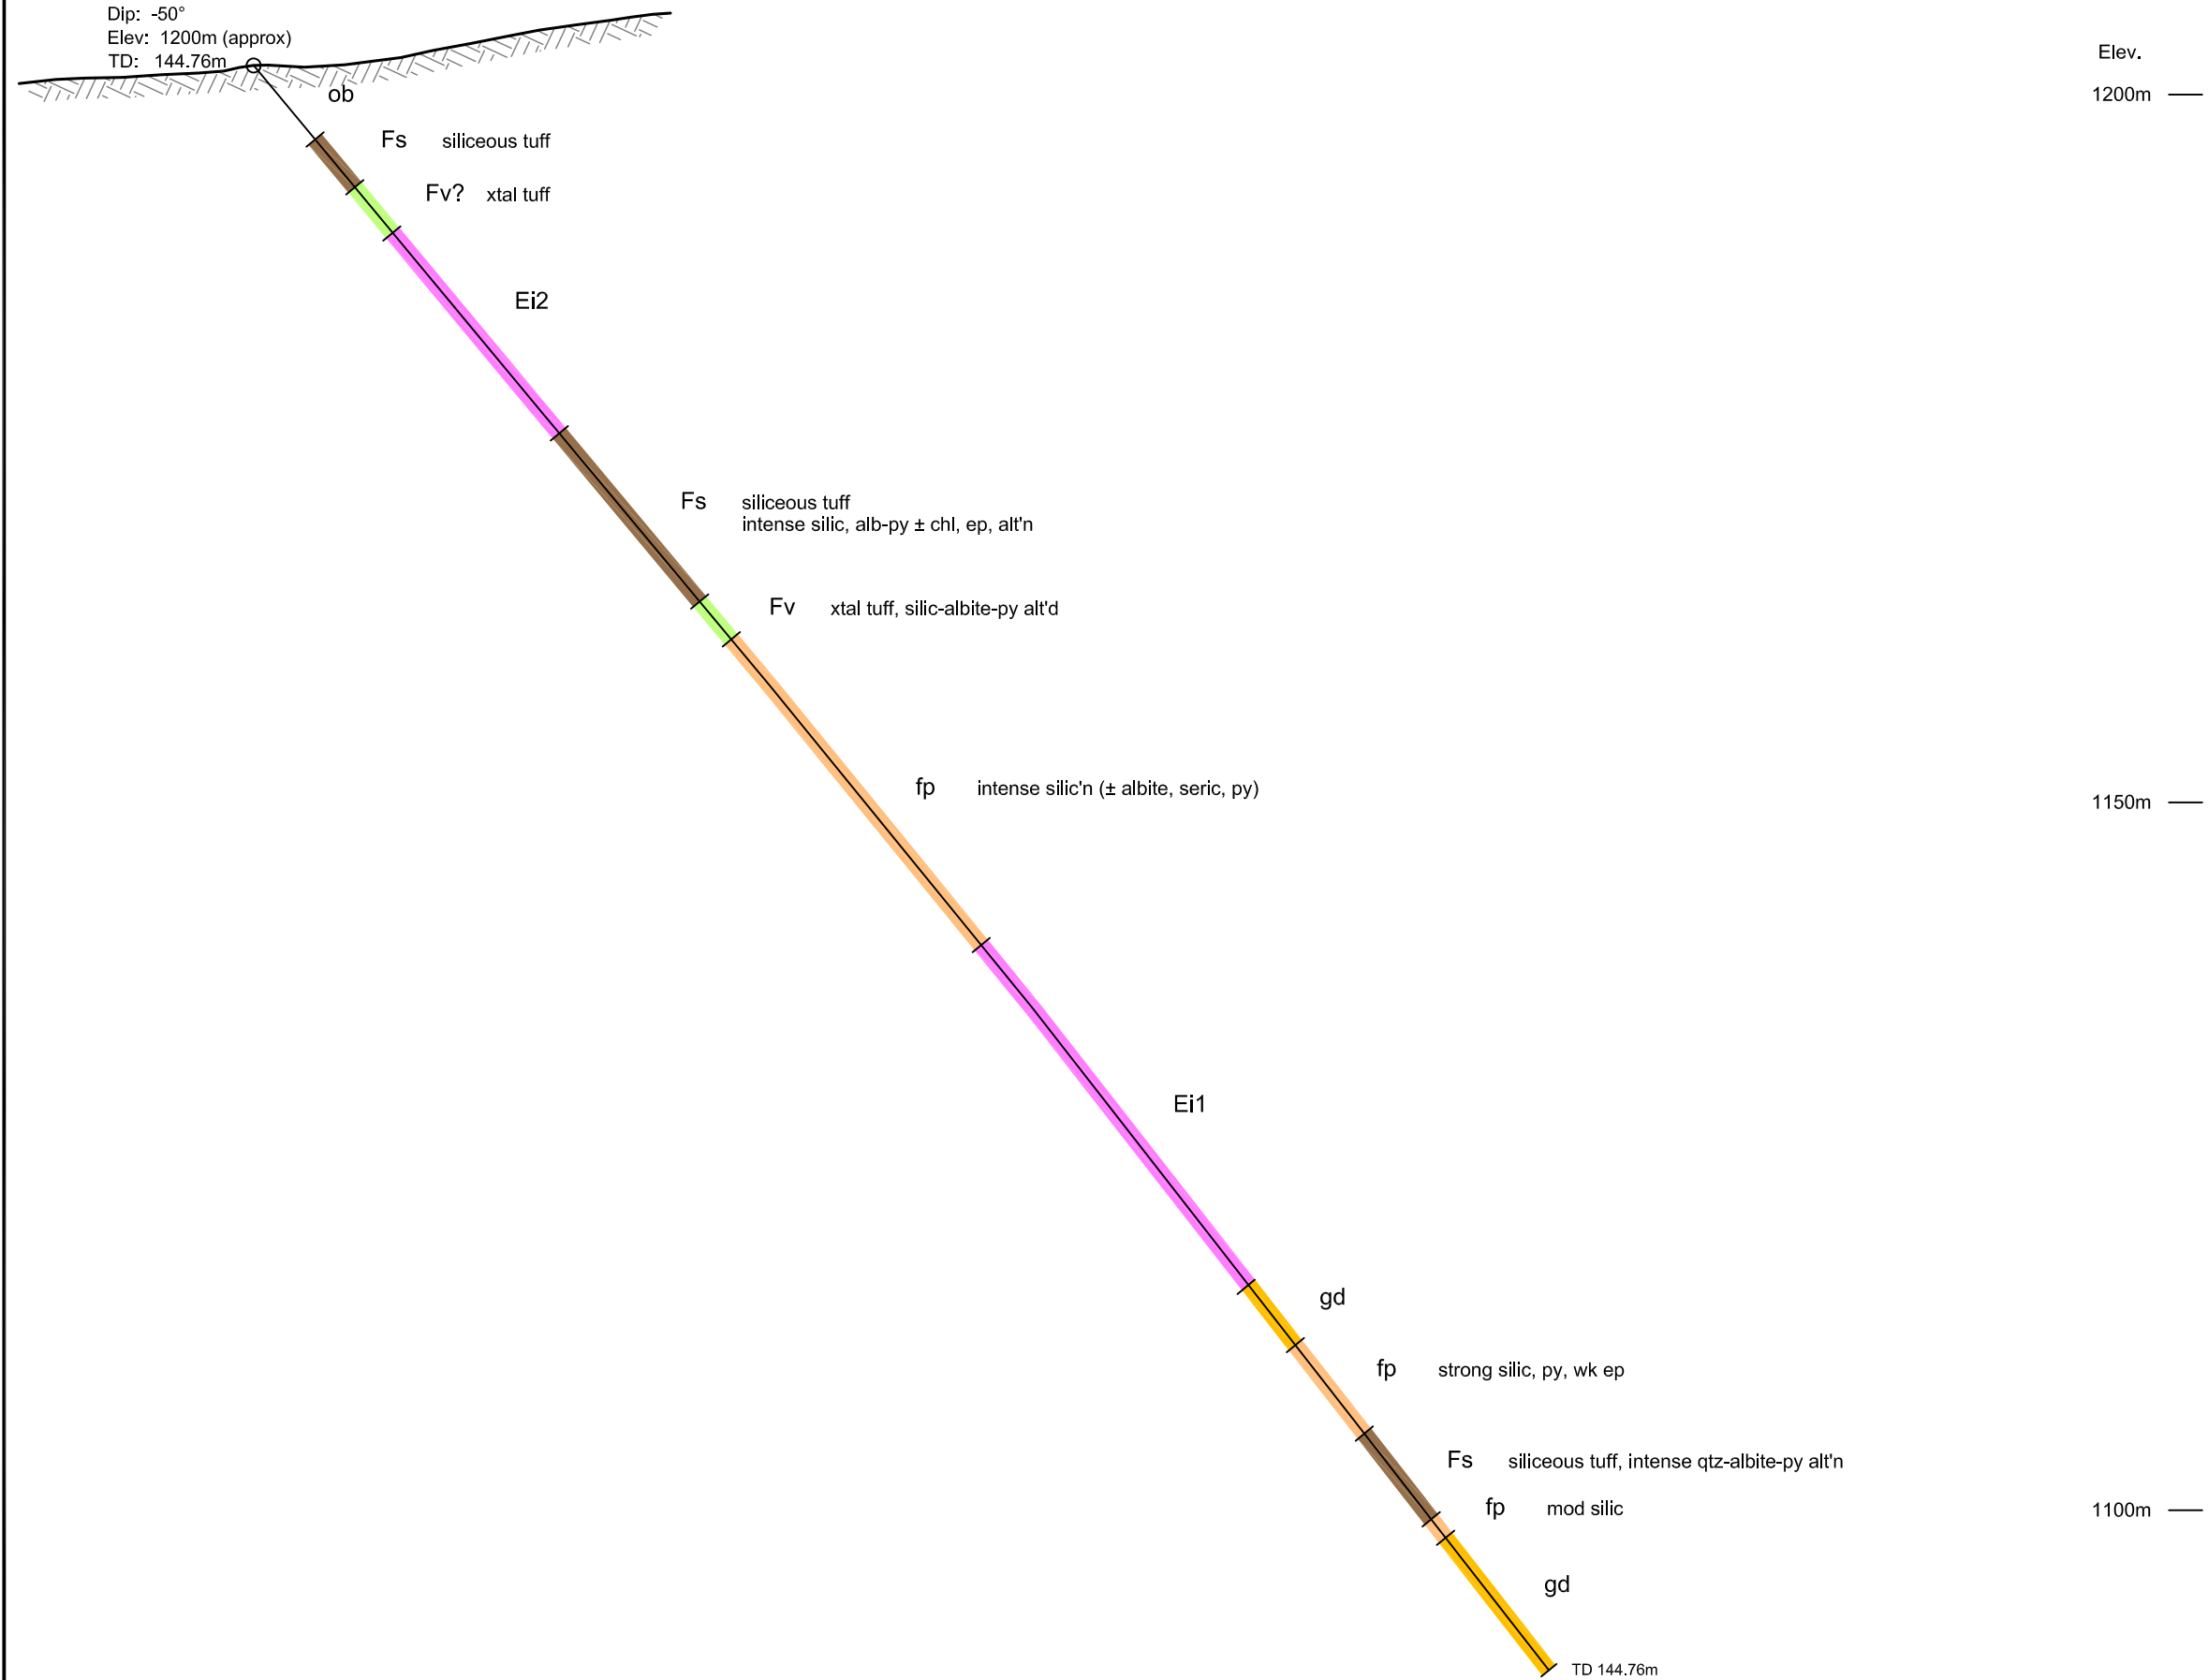 Dip: -50°
Elev: 1200m (approx)
TD: 144.76m
Elev.
1200m
ob
Fs siliceous tuff
Fv? xtal tuff
Ei2
Fs siliceous tuff
intense silic, alb-py ± chl, ep, alt'n
Fv xtal tuff, silic-albite-py alt'd
fp intense silic'n (± albite, seric, py)
1150m
Ei1
gd
fp strong silic, py, wk ep
Fs siliceous tuff, intense qtz-albite-py alt'n
fp mod silic
1100m
gd
TD 144.76m